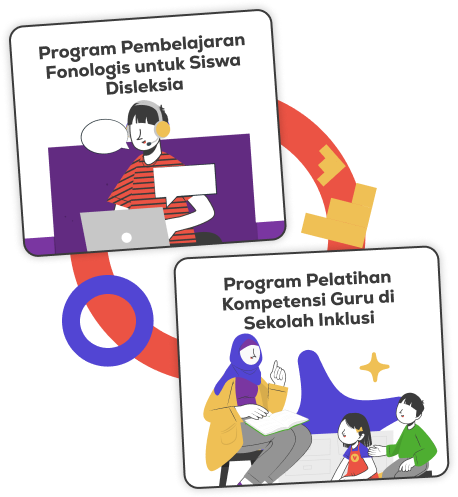 Program Pembelajaran
Fonologis untuk Siswa
Disleksia
Program Pelatihan
Kompetensi Guru di
Sekolah Inklusi